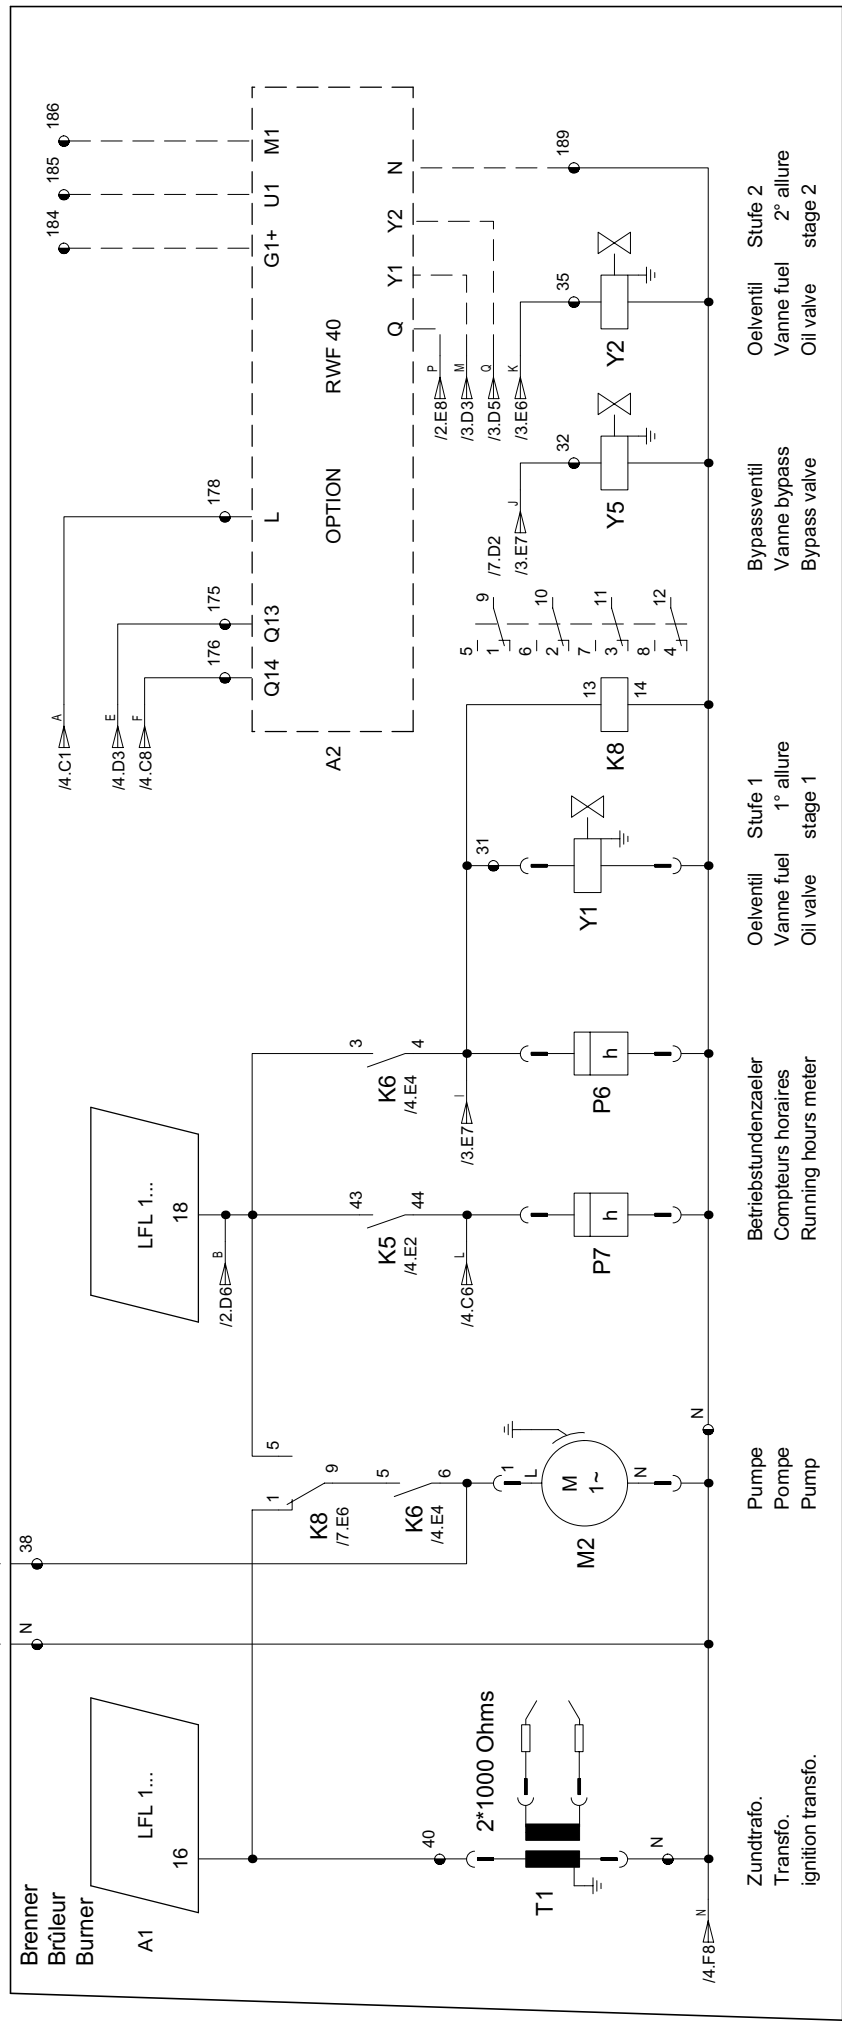 Brenner
Brûleur
Burner
A1
LFL 1...
16
40
2*1000 Ohms
T1
N
/4.F8
N
Zundtrafo.
Transfo.
ignition transfo.
N
38
1
5
K8
/7.E6
9
5
K6
/4.E4
6
1
L
M
1~
N
M2
N
Pumpe
Pompe
Pump
LFL 1...
18
B
/2.D6
43
K5
/4.E2
44
L
/4.C6
h
P7
3
K6
/4.E4
4
I
/3.E7
h
P6
Betriebstundenzaeler
Compteurs horaires
Running hours meter
31
Y1
Oelventil Stufe 1
Vanne fuel 1° allure
Oil valve stage 1
13
14
K8
5
1
9
6
2
10
7
3
11
8
4
12
/7.D2
A
/4.C1
E
/4.D3
F
/4.C8
176
175
178
Q14
Q13
L
A2
OPTION
RWF 40
184
185
186
G1+
U1
M1
Q
Y1
Y2
N
P
/2.E8
M
/3.D3
Q
/3.D5
K
/3.E6
J
/3.E7
32
Y5
Bypassventil
Vanne bypass
Bypass valve
35
Y2
189
Oelventil Stufe 2
Vanne fuel 2° allure
Oil valve stage 2